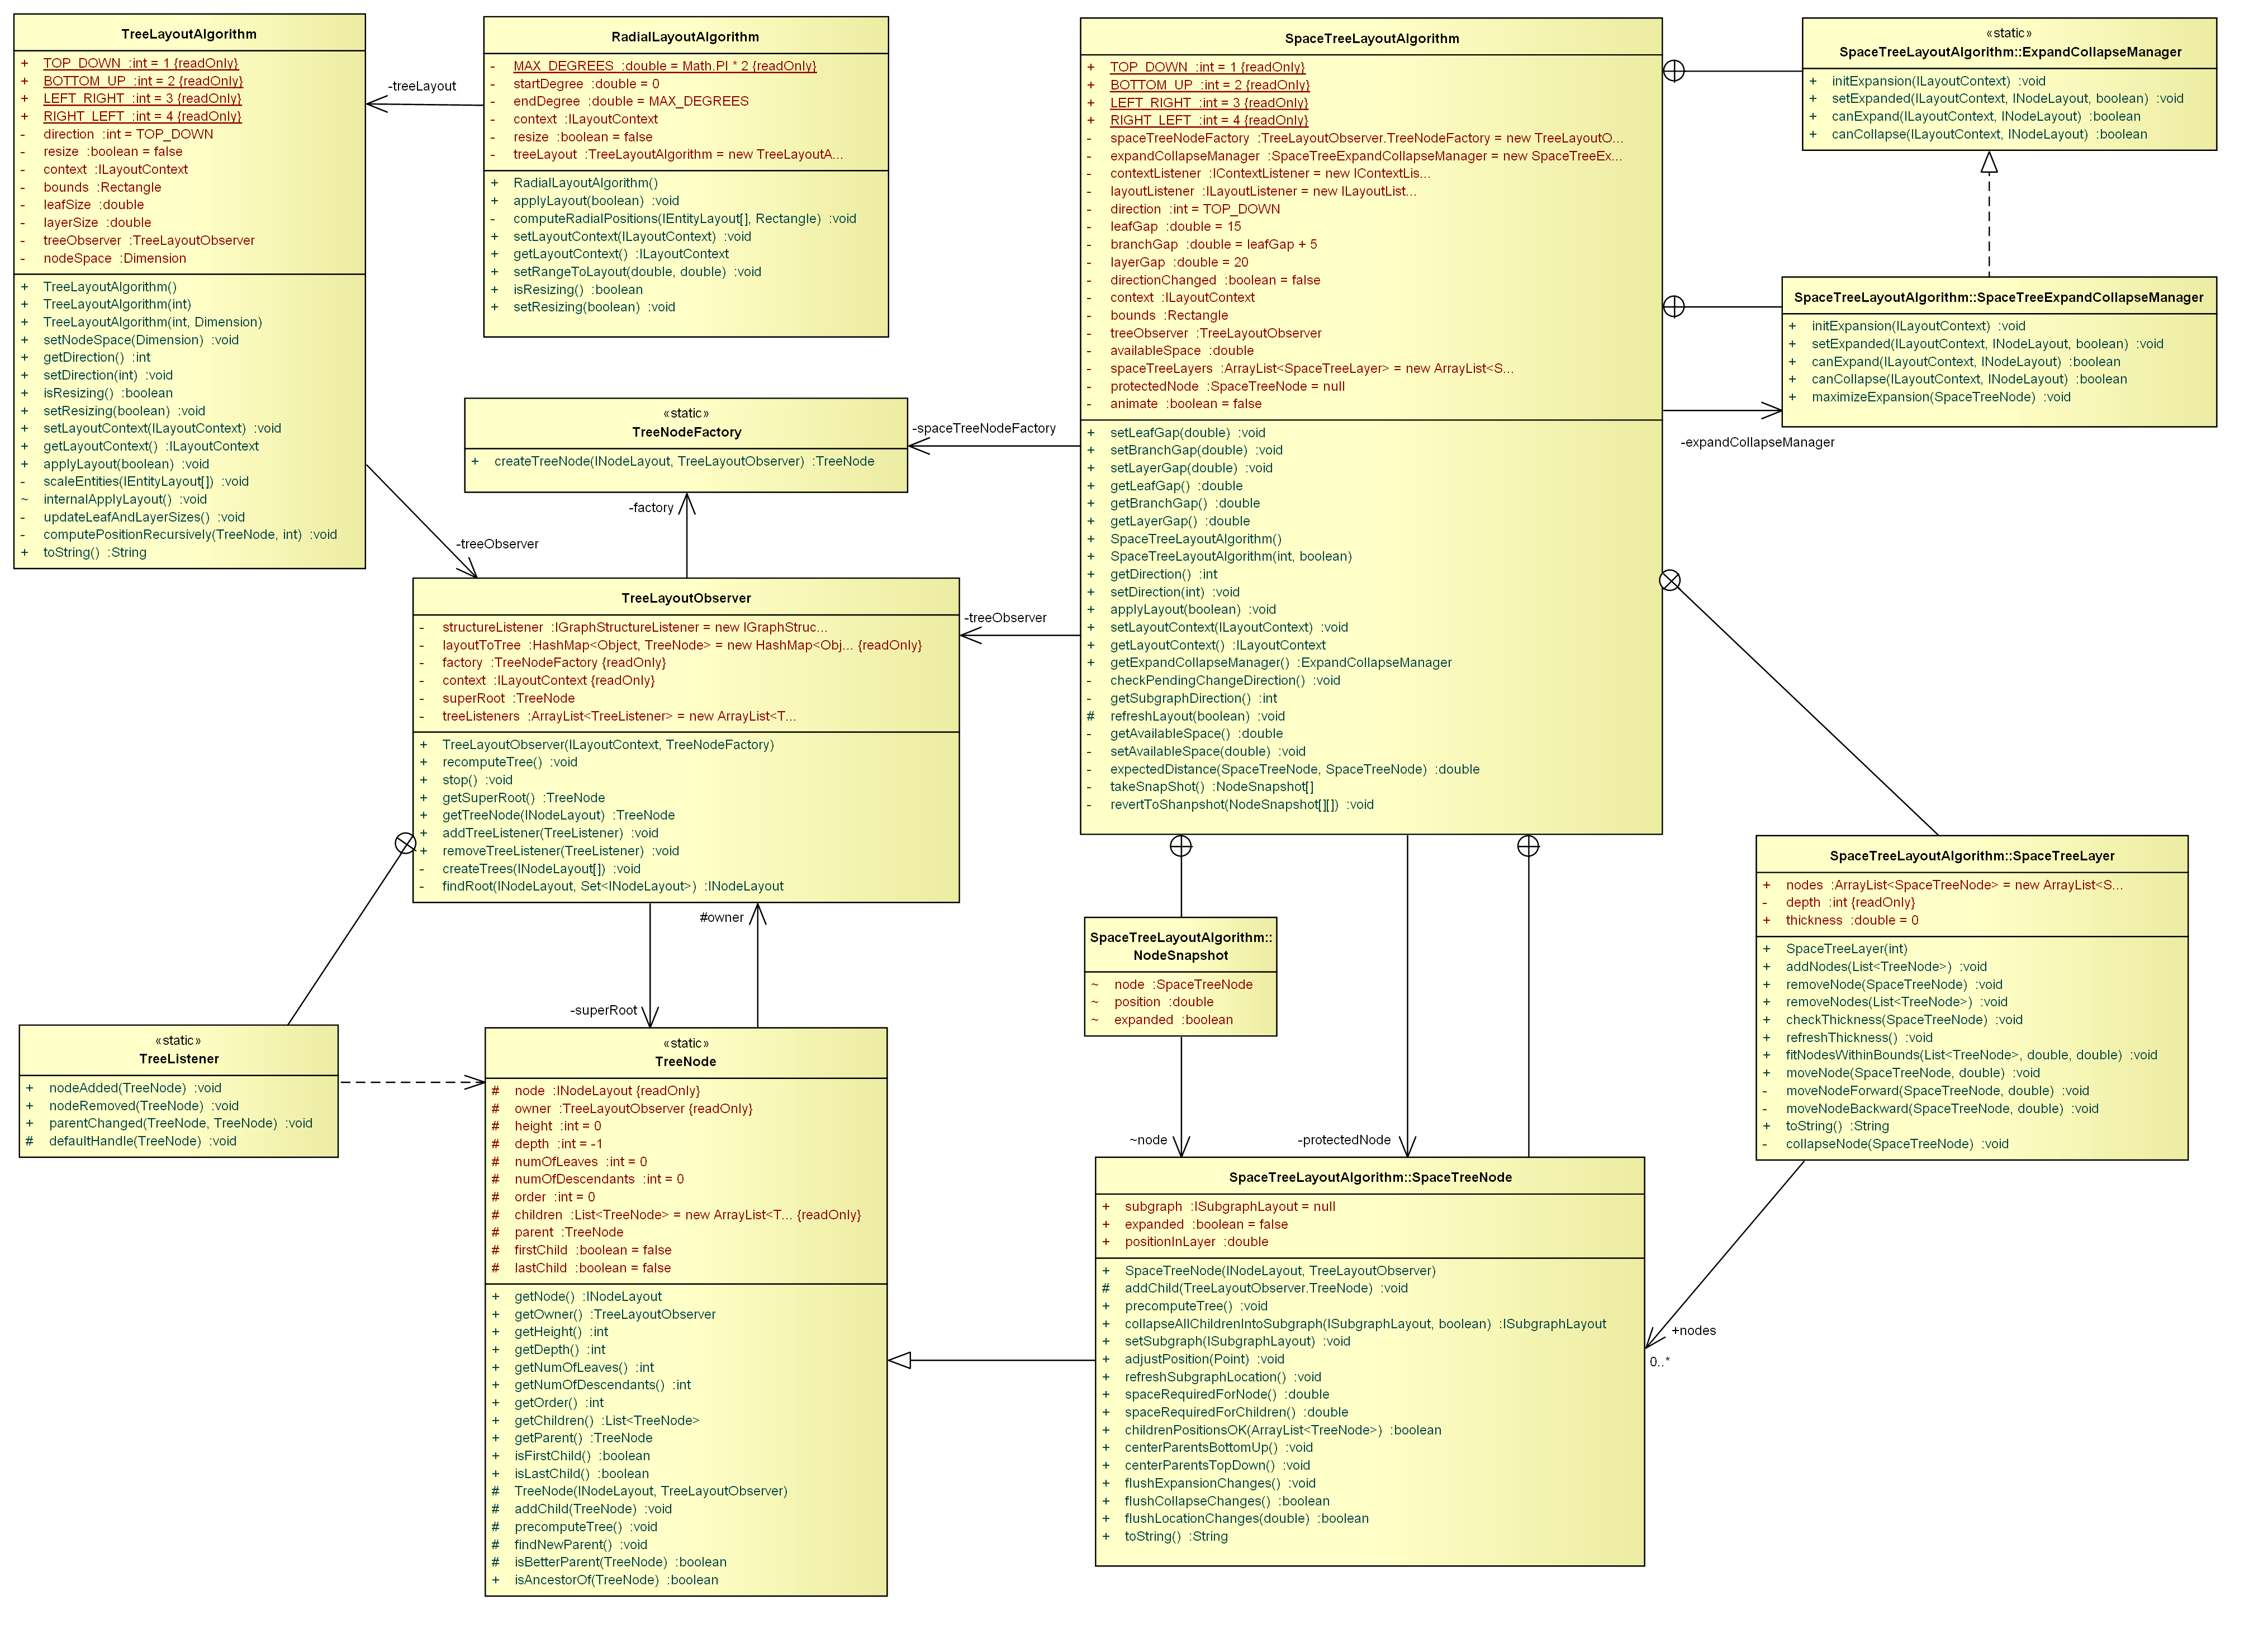 TreeLayoutAlgorithm
+ TOP_DOWN :int = 1 {readOnly}
+ BOTTOM_UP :int = 2 {readOnly}
+ LEFT_RIGHT :int = 3 {readOnly}
+ RIGHT_LEFT :int = 4 {readOnly}
- direction :int = TOP_DOWN
- resize :boolean = false
- context :ILayoutContext
- bounds :Rectangle
- leafSize :double
- layerSize :double
- treeObserver :TreeLayoutObserver
- nodeSpace :Dimension
+ TreeLayoutAlgorithm()
+ TreeLayoutAlgorithm(int)
+ TreeLayoutAlgorithm(int, Dimension)
+ setNodeSpace(Dimension) :void
+ getDirection() :int
+ setDirection(int) :void
+ isResizing() :boolean
+ setResizing(boolean) :void
+ setLayoutContext(ILayoutContext) :void
+ getLayoutContext() :ILayoutContext
+ applyLayout(boolean) :void
- scaleEntities(IEntityLayout[]) :void
~ internalApplyLayout() :void
- updateLeafAndLayerSizes() :void
- computePositionRecursively(TreeNode, int) :void
+ toString() :String
-treeLayout
RadialLayoutAlgorithm
- MAX_DEGREES :double = Math.PI * 2 {readOnly}
- startDegree :double = 0
- endDegree :double = MAX_DEGREES
- context :ILayoutContext
- resize :boolean = false
- treeLayout :TreeLayoutAlgorithm = new TreeLayoutA...
+ RadialLayoutAlgorithm()
+ applyLayout(boolean) :void
- computeRadialPositions(IEntityLayout[], Rectangle) :void
+ setLayoutContext(ILayoutContext) :void
+ getLayoutContext() :ILayoutContext
+ setRangeToLayout(double, double) :void
+ isResizing() :boolean
+ setResizing(boolean) :void
SpaceTreeLayoutAlgorithm
+ TOP_DOWN :int = 1 {readOnly}
+ BOTTOM_UP :int = 2 {readOnly}
+ LEFT_RIGHT :int = 3 {readOnly}
+ RIGHT_LEFT :int = 4 {readOnly}
- spaceTreeNodeFactory :TreeLayoutObserver.TreeNodeFactory = new TreeLayoutO...
- expandCollapseManager :SpaceTreeExpandCollapseManager = new SpaceTreeEx...
- contextListener :IContextListener = new IContextLis...
- layoutListener :ILayoutListener = new ILayoutList...
- direction :int = TOP_DOWN
- leafGap :double = 15
- branchGap :double = leafGap + 5
- layerGap :double = 20
- directionChanged :boolean = false
- context :ILayoutContext
- bounds :Rectangle
- treeObserver :TreeLayoutObserver
- availableSpace :double
- spaceTreeLayers :ArrayList<SpaceTreeLayer> = new ArrayList<S...
- protectedNode :SpaceTreeNode = null
- animate :boolean = false
+ setLeafGap(double) :void
+ setBranchGap(double) :void
+ setLayerGap(double) :void
+ getLeafGap() :double
+ getBranchGap() :double
+ getLayerGap() :double
+ SpaceTreeLayoutAlgorithm()
+ SpaceTreeLayoutAlgorithm(int, boolean)
+ getDirection() :int
+ setDirection(int) :void
+ applyLayout(boolean) :void
+ setLayoutContext(ILayoutContext) :void
+ getLayoutContext() :ILayoutContext
+ getExpandCollapseManager() :ExpandCollapseManager
- checkPendingChangeDirection() :void
- getSubgraphDirection() :int
# refreshLayout(boolean) :void
- getAvailableSpace() :double
- setAvailableSpace(double) :void
- expectedDistance(SpaceTreeNode, SpaceTreeNode) :double
- takeSnapShot() :NodeSnapshot[]
- revertToShanpshot(NodeSnapshot[][]) :void
«static»
SpaceTreeLayoutAlgorithm::ExpandCollapseManager
+ initExpansion(ILayoutContext) :void
+ setExpanded(ILayoutContext, INodeLayout, boolean) :void
+ canExpand(ILayoutContext, INodeLayout) :boolean
+ canCollapse(ILayoutContext, INodeLayout) :boolean
SpaceTreeLayoutAlgorithm::SpaceTreeExpandCollapseManager
+ initExpansion(ILayoutContext) :void
+ setExpanded(ILayoutContext, INodeLayout, boolean) :void
+ canExpand(ILayoutContext, INodeLayout) :boolean
+ canCollapse(ILayoutContext, INodeLayout) :boolean
+ maximizeExpansion(SpaceTreeNode) :void
-expandCollapseManager
«static»
TreeNodeFactory
+ createTreeNode(INodeLayout, TreeLayoutObserver) :TreeNode
-spaceTreeNodeFactory
-factory
-treeObserver
-treeObserver
TreeLayoutObserver
- structureListener :IGraphStructureListener = new IGraphStruc...
- layoutToTree :HashMap<Object, TreeNode> = new HashMap<Obj... {readOnly}
- factory :TreeNodeFactory {readOnly}
- context :ILayoutContext {readOnly}
- superRoot :TreeNode
- treeListeners :ArrayList<TreeListener> = new ArrayList<T...
+ TreeLayoutObserver(ILayoutContext, TreeNodeFactory)
+ recomputeTree() :void
+ stop() :void
+ getSuperRoot() :TreeNode
+ getTreeNode(INodeLayout) :TreeNode
+ addTreeListener(TreeListener) :void
+ removeTreeListener(TreeListener) :void
- createTrees(INodeLayout[]) :void
- findRoot(INodeLayout, Set<INodeLayout>) :INodeLayout
#owner
-superRoot
«static»
TreeListener
+ nodeAdded(TreeNode) :void
+ nodeRemoved(TreeNode) :void
+ parentChanged(TreeNode, TreeNode) :void
# defaultHandle(TreeNode) :void
«static»
TreeNode
# node :INodeLayout {readOnly}
# owner :TreeLayoutObserver {readOnly}
# height :int = 0
# depth :int = -1
# numOfLeaves :int = 0
# numOfDescendants :int = 0
# order :int = 0
# children :List<TreeNode> = new ArrayList<T... {readOnly}
# parent :TreeNode
# firstChild :boolean = false
# lastChild :boolean = false
+ getNode() :INodeLayout
+ getOwner() :TreeLayoutObserver
+ getHeight() :int
+ getDepth() :int
+ getNumOfLeaves() :int
+ getNumOfDescendants() :int
+ getOrder() :int
+ getChildren() :List<TreeNode>
+ getParent() :TreeNode
+ isFirstChild() :boolean
+ isLastChild() :boolean
# TreeNode(INodeLayout, TreeLayoutObserver)
# addChild(TreeNode) :void
# precomputeTree() :void
# findNewParent() :void
# isBetterParent(TreeNode) :boolean
+ isAncestorOf(TreeNode) :boolean
SpaceTreeLayoutAlgorithm::
NodeSnapshot
~ node :SpaceTreeNode
~ position :double
~ expanded :boolean
~node
-protectedNode
SpaceTreeLayoutAlgorithm::SpaceTreeNode
+ subgraph :ISubgraphLayout = null
+ expanded :boolean = false
+ positionInLayer :double
+ SpaceTreeNode(INodeLayout, TreeLayoutObserver)
# addChild(TreeLayoutObserver.TreeNode) :void
+ precomputeTree() :void
+ collapseAllChildrenIntoSubgraph(ISubgraphLayout, boolean) :ISubgraphLayout
+ setSubgraph(ISubgraphLayout) :void
+ adjustPosition(Point) :void
+ refreshSubgraphLocation() :void
+ spaceRequiredForNode() :double
+ spaceRequiredForChildren() :double
+ childrenPositionsOK(ArrayList<TreeNode>) :boolean
+ centerParentsBottomUp() :void
+ centerParentsTopDown() :void
+ flushExpansionChanges() :void
+ flushCollapseChanges() :boolean
+ flushLocationChanges(double) :boolean
+ toString() :String
SpaceTreeLayoutAlgorithm::SpaceTreeLayer
+ nodes :ArrayList<SpaceTreeNode> = new ArrayList<S...
- depth :int {readOnly}
+ thickness :double = 0
+ SpaceTreeLayer(int)
+ addNodes(List<TreeNode>) :void
+ removeNode(SpaceTreeNode) :void
+ removeNodes(List<TreeNode>) :void
+ checkThickness(SpaceTreeNode) :void
+ refreshThickness() :void
+ fitNodesWithinBounds(List<TreeNode>, double, double) :void
+ moveNode(SpaceTreeNode, double) :void
- moveNodeForward(SpaceTreeNode, double) :void
- moveNodeBackward(SpaceTreeNode, double) :void
+ toString() :String
- collapseNode(SpaceTreeNode) :void
+nodes
0..*